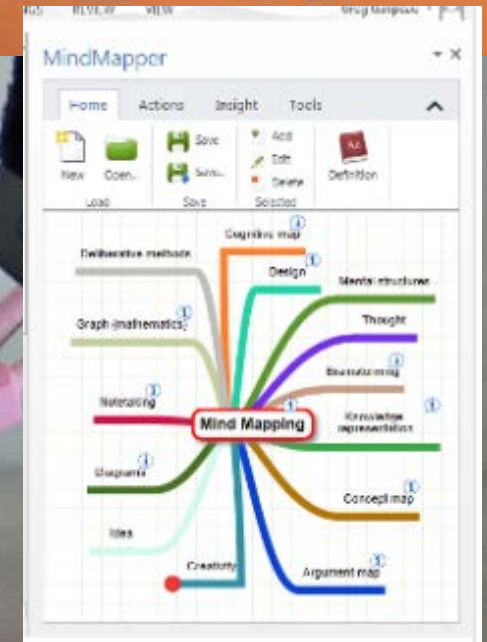 REVIEW VIEW
MindMapper
Home Actions Insight Tools
New Open... Save
Save...
Add
Edit
Delete
Definition
Load Save Selected
Cognitive map
Deliberative methods
Design
Mental structures
Graph (mathematics)
Thought
Brainstorming
Notetaking
Mind Mapping
Knowledge
representation
Diagrams
Concept map
Idea
Creativity
Argument map